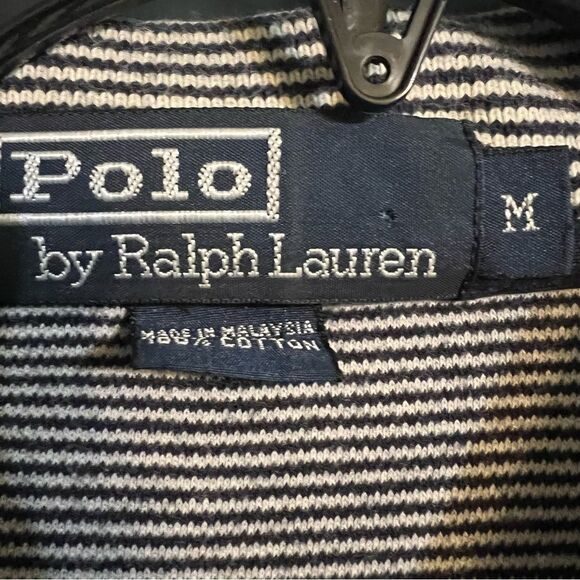 Polo
by Ralph Lauren
M
MADE IN MALAYSIA
100% COTTON